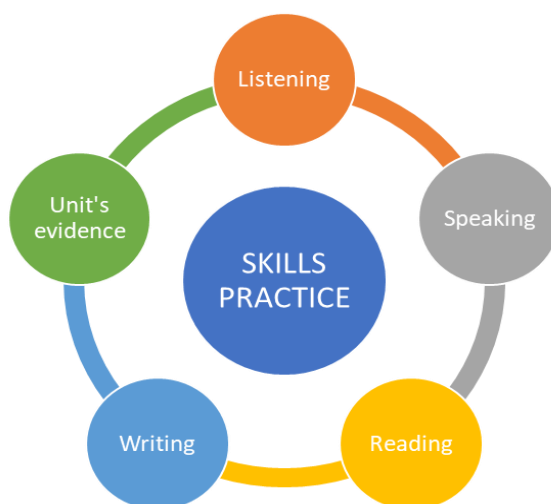 Listening
Speaking
Reading
Writing
Unit's
evidence
SKILLS
PRACTICE